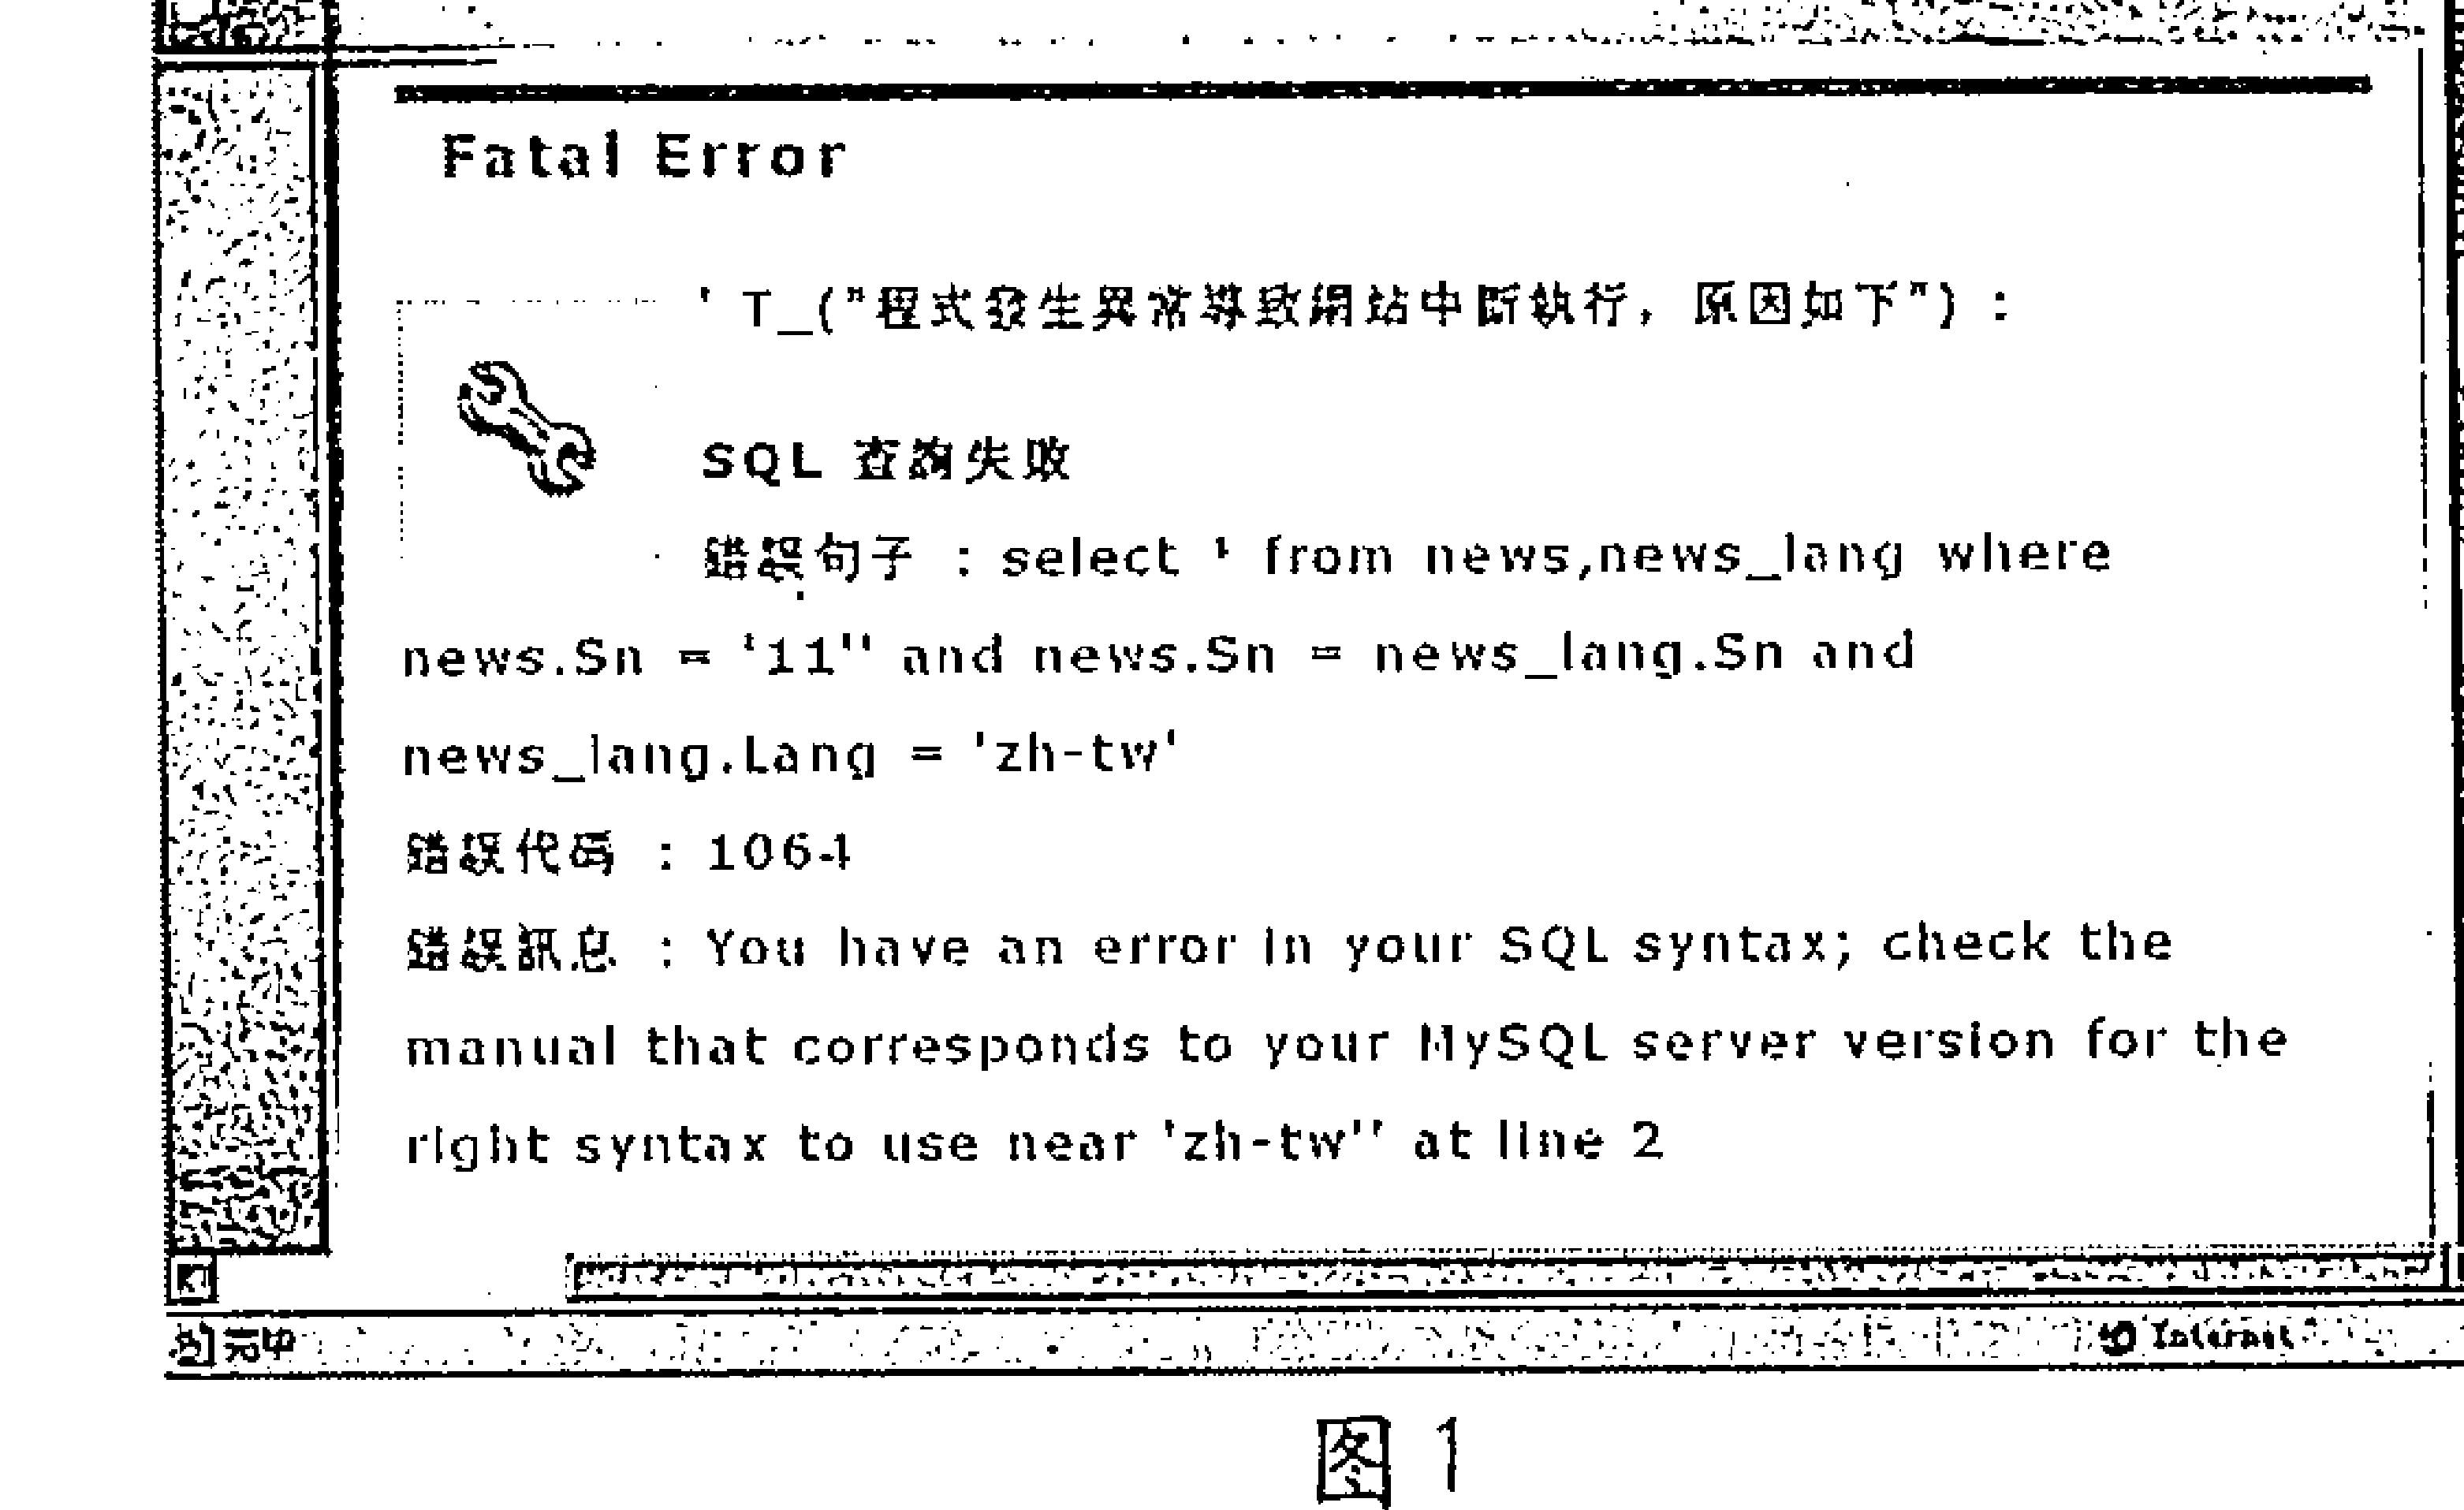 Fatal Error
' T_("程式發生異常導致網站中斷執行，原因如下")：
SQL 查詢失敗
錯誤句子 : select * from news,news_lang where
news.Sn = '11'' and news.Sn = news_lang.Sn and
news_lang.Lang = 'zh-tw'
錯誤代碼 : 1064
錯誤訊息 : You have an error in your SQL syntax; check the
manual that corresponds to your MySQL server version for the
right syntax to use near 'zh-tw'' at line 2
Internet
图 1